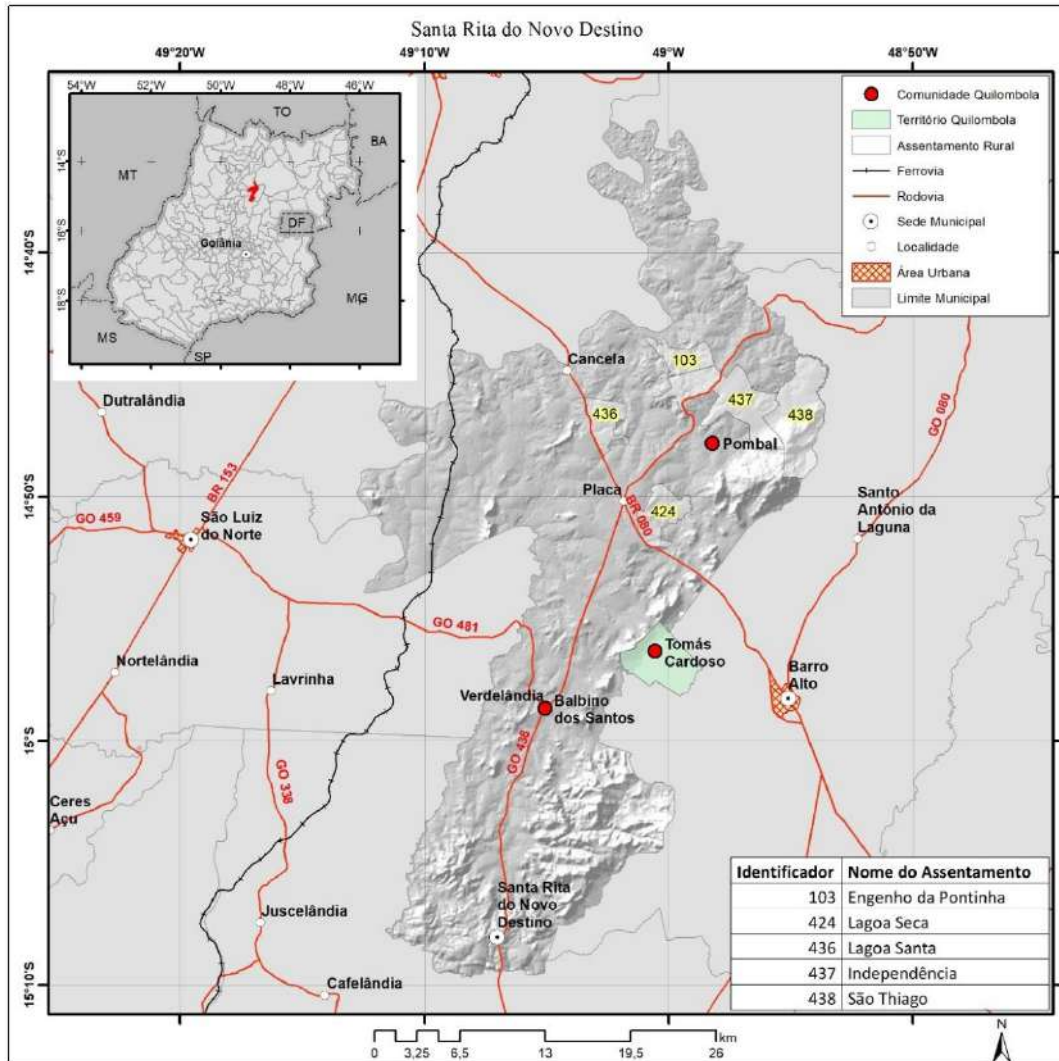 Santa Rita do Novo Destino
49°20'W
49°10'W
49°W
48°50'W
54°W
52°W
50°W
48°W
46°W
14°S
16°S
18°S
TO
BA
MT
DF
Goiânia
MG
MS
SP
Comunidade Quilombola
Território Quilombola
Assentamento Rural
Ferrovia
Rodovia
Sede Municipal
Localidade
Área Urbana
Limite Municipal
14°40'S
14°50'S
15°S
15°10'S
Cancela
103
437
436
438
Dutralândia
Pombal
GO 080
BR 153
Placa
424
BR 080
GO 459
São Luiz
do Norte
Santo
Antônio da
Laguna
GO 481
Tomás
Cardoso
Nortelândia
Lavrinha
Verdelândia
Balbino
dos Santos
Barro
Alto
GO 436
GO 338
Ceres
Açu
Santa Rita
do Novo
Destino
Juscelândia
Cafelândia
Identificador Nome do Assentamento
103 Engenho da Pontinha
424 Lagoa Seca
436 Lagoa Santa
437 Independência
438 São Thiago
km
0 3,25 6,5 13 19,5 26
N